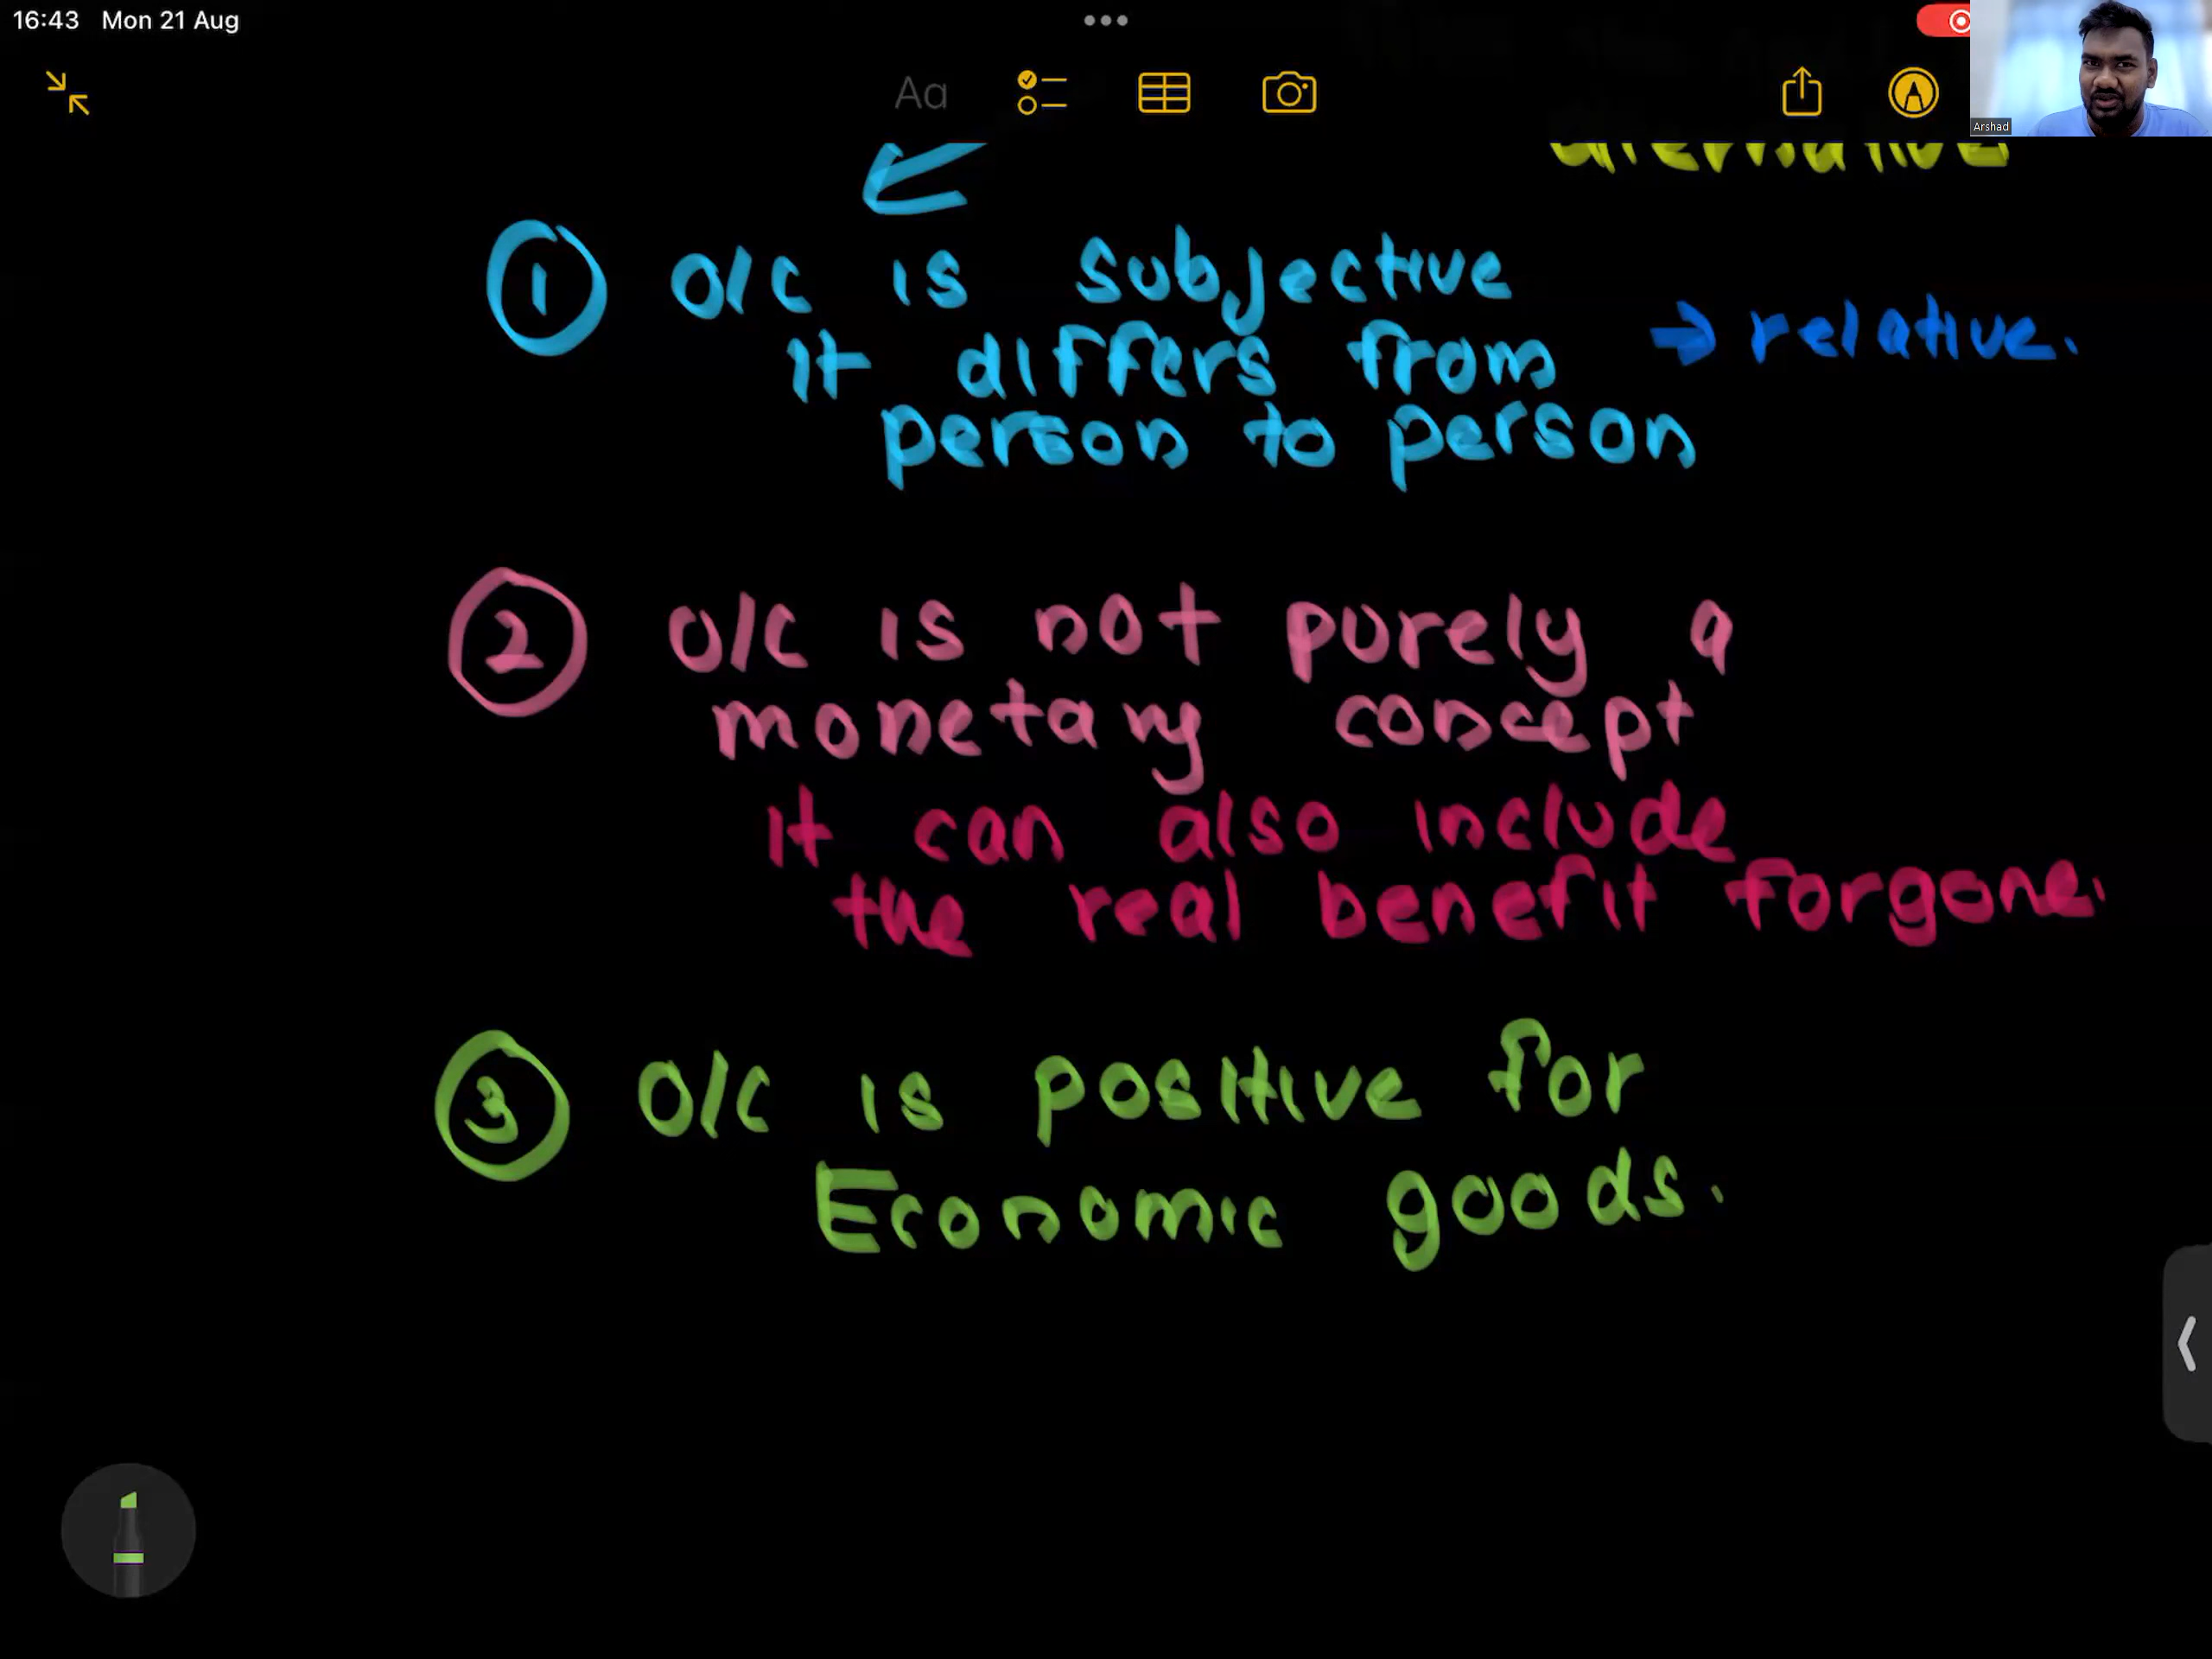 16:43 Mon 21 Aug
Aa
Arshad
alternative
1 O/C is subjective
it differs from → relative.
person to person
2 O/C is not purely a
monetary concept
it can also include
the real benefit forgone.
3 O/C is positive for
Economic goods.